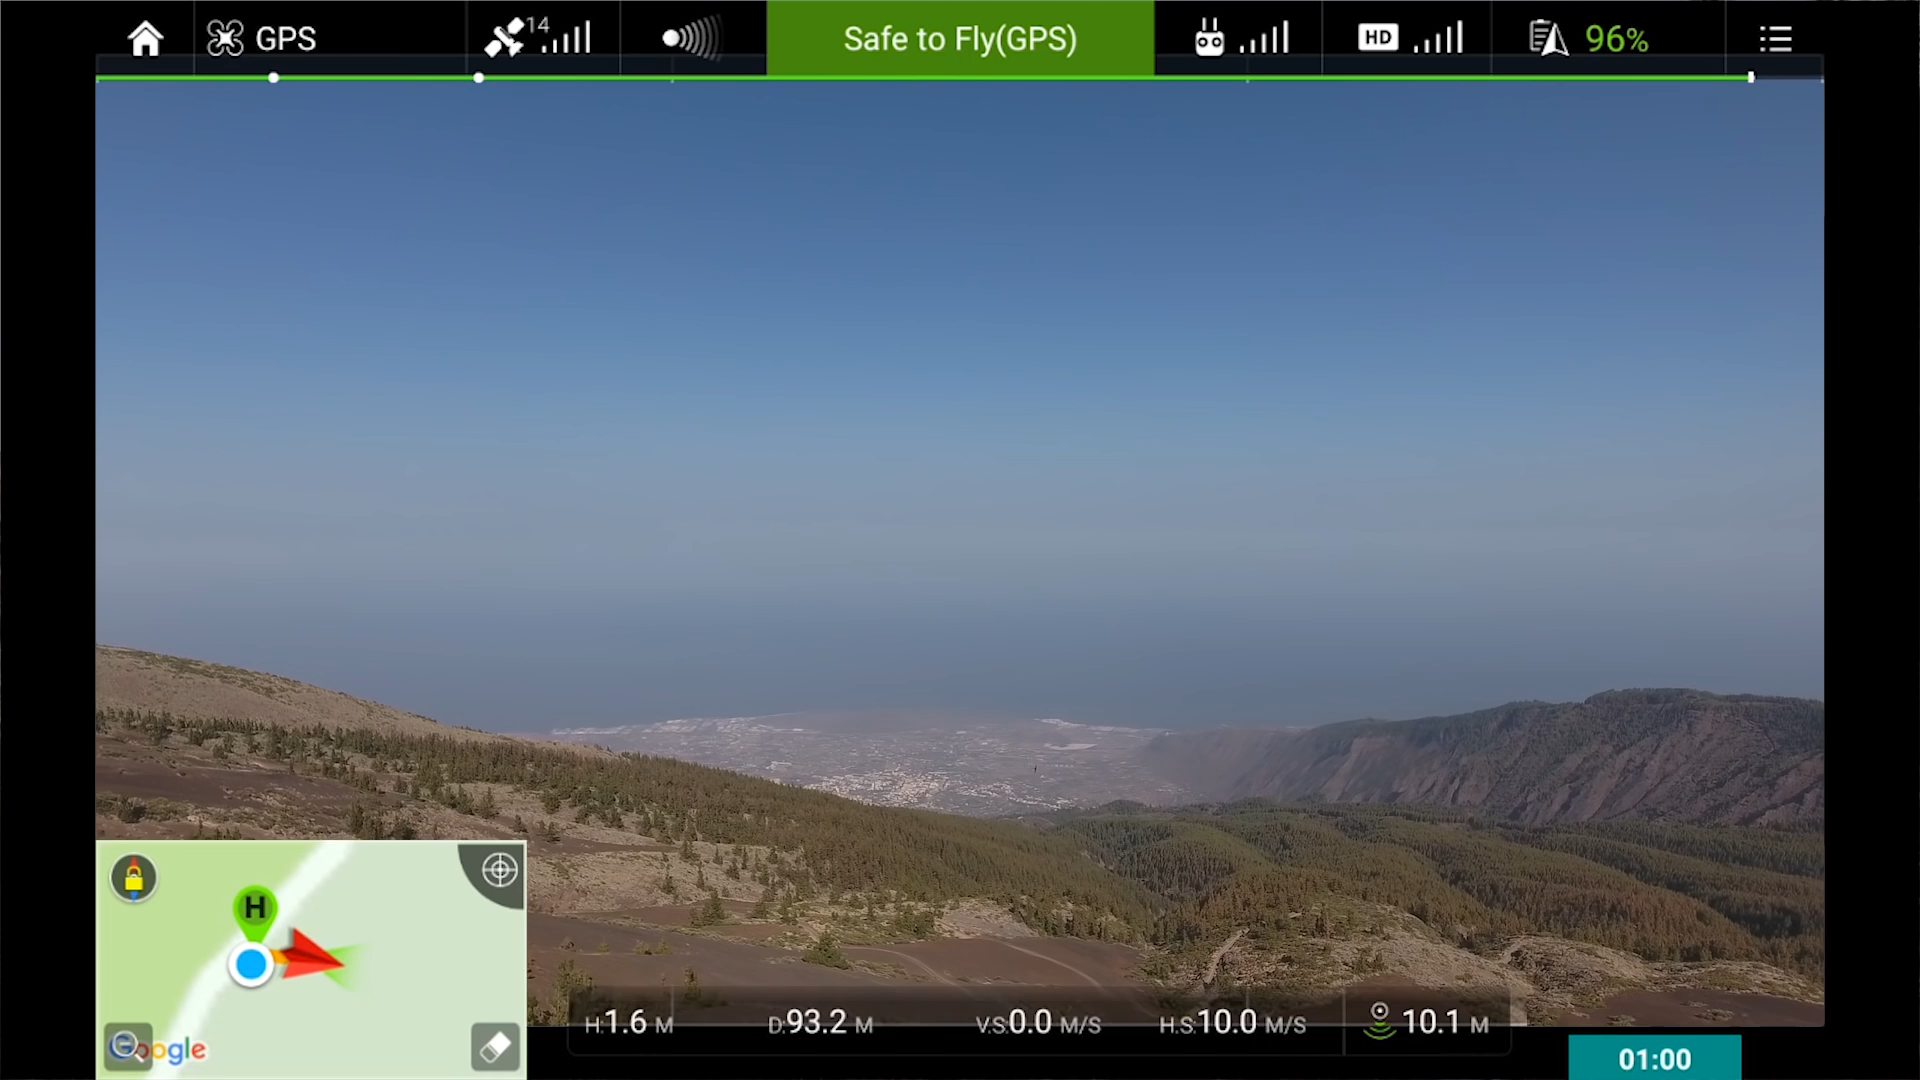 GPS
14
Safe to Fly(GPS)
HD
96%
H
Google
H:1.6 M D:93.2 M V.S:0.0 M/S H.S:10.0 M/S 10.1 M
01:00